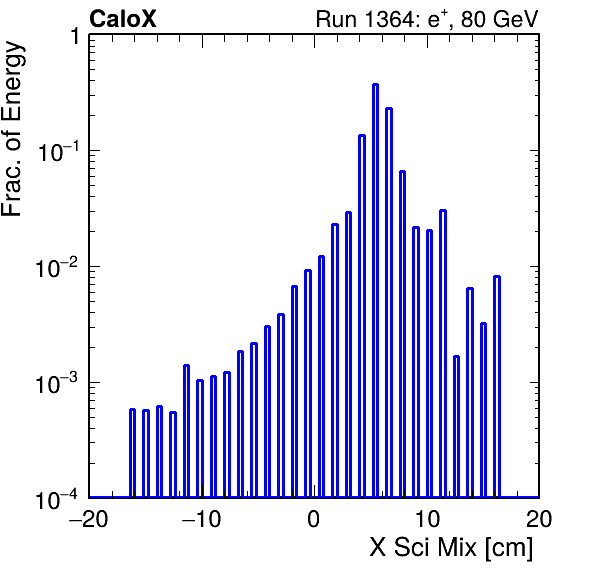 CaloX Run 1364: e⁺, 80 GeV
Frac. of Energy
1
10⁻¹
10⁻²
10⁻³
10⁻⁴
−20 −10 0 10 20
X Sci Mix [cm]